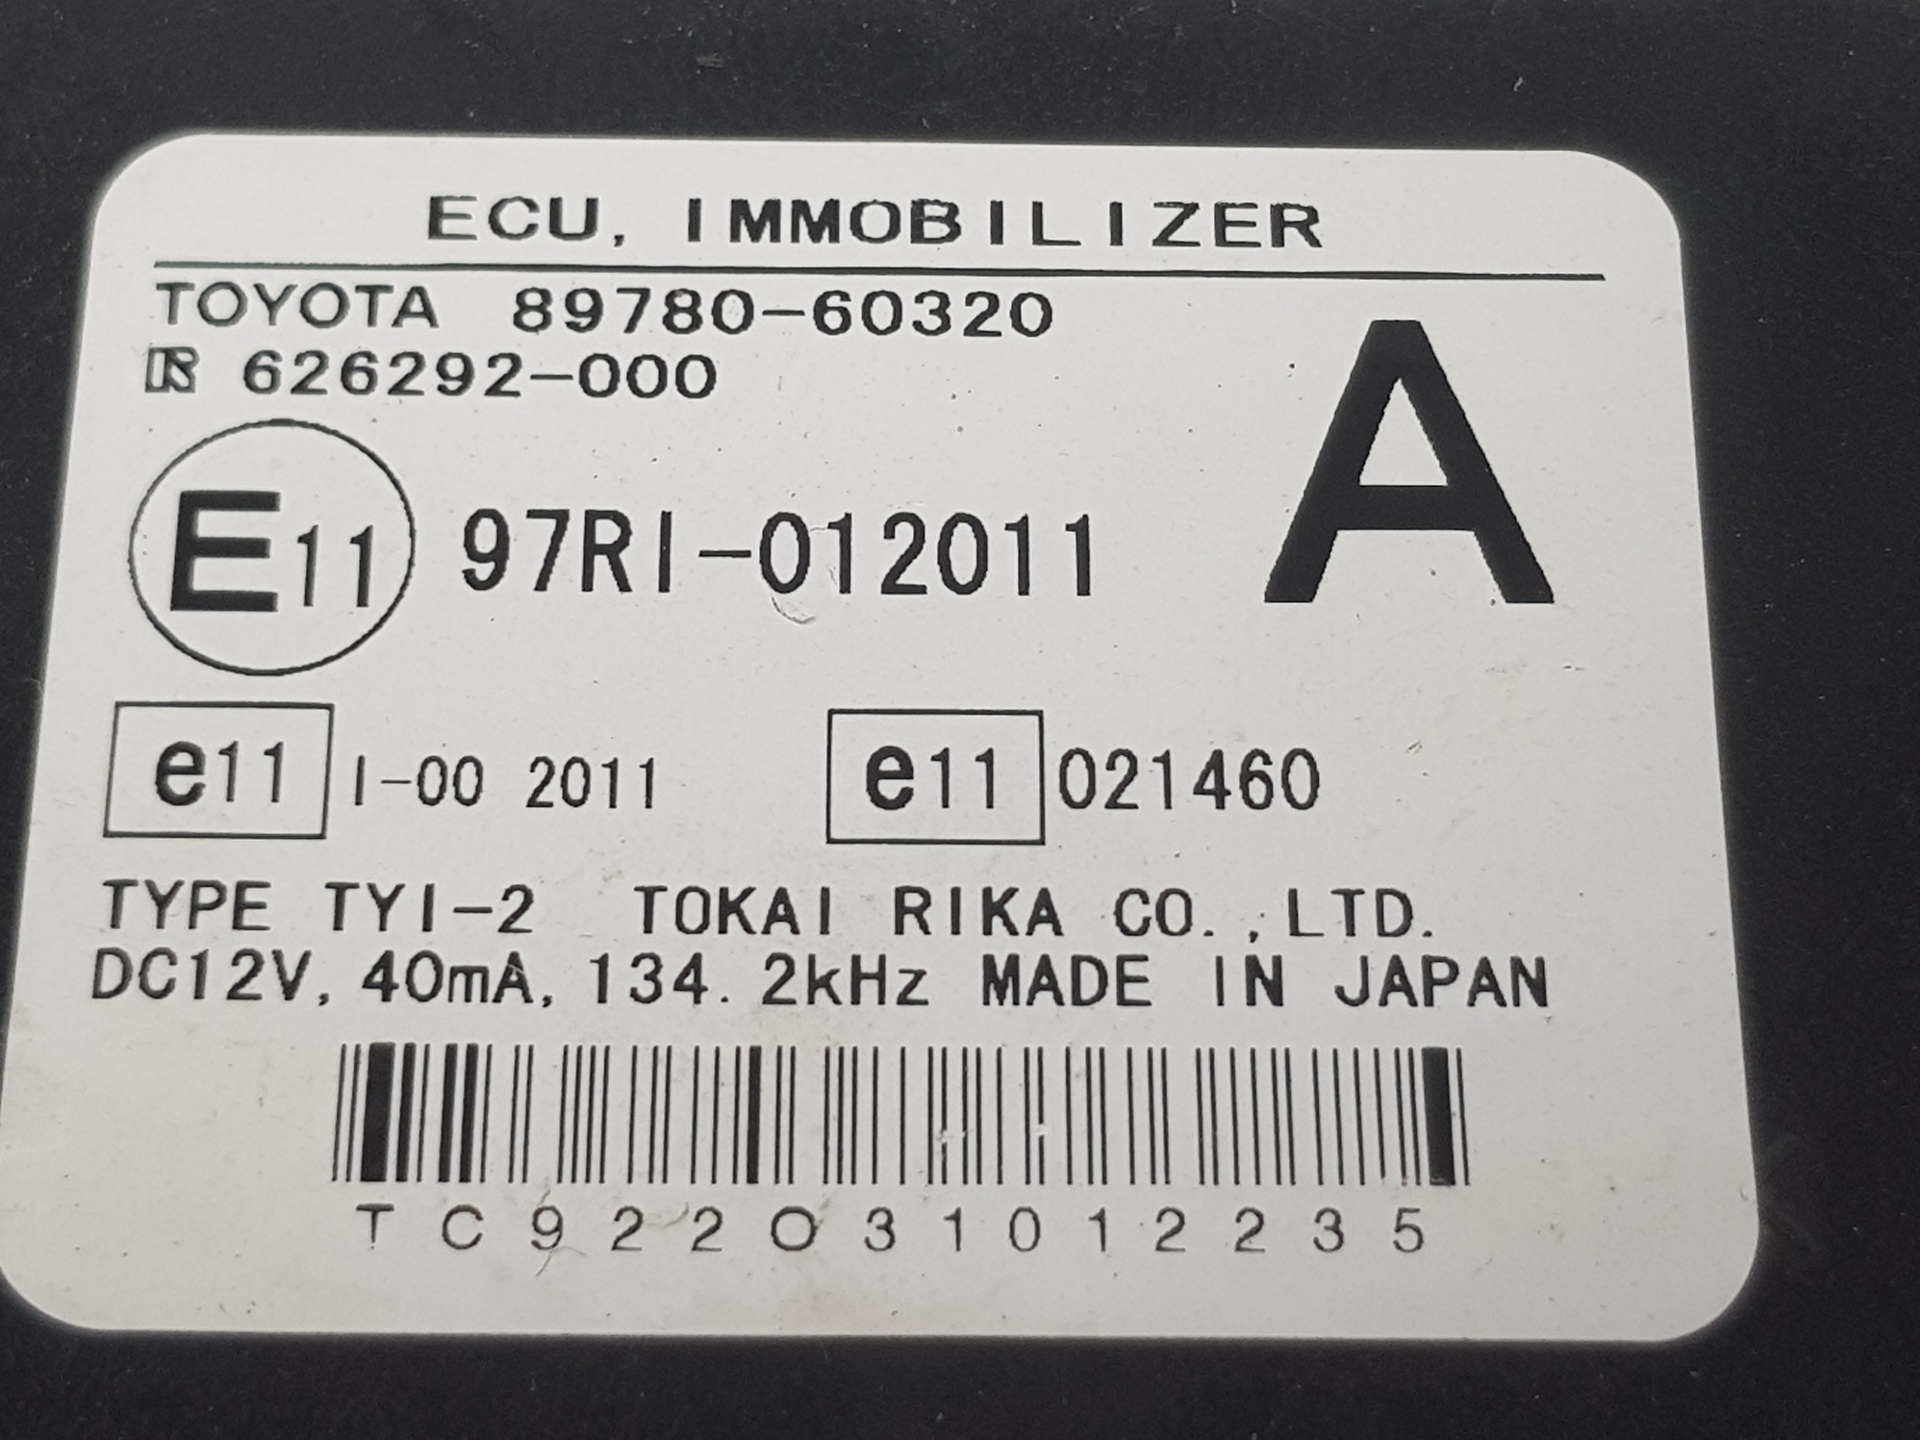 ECU, IMMOBILIZER
TOYOTA 89780-60320
626292-000
A
E11 97RI-012011
e11 I-00 2011 e11 021460
TYPE TYI-2 TOKAI RIKA CO.,LTD.
DC12V, 40mA, 134.2kHz MADE IN JAPAN
TC922031012235